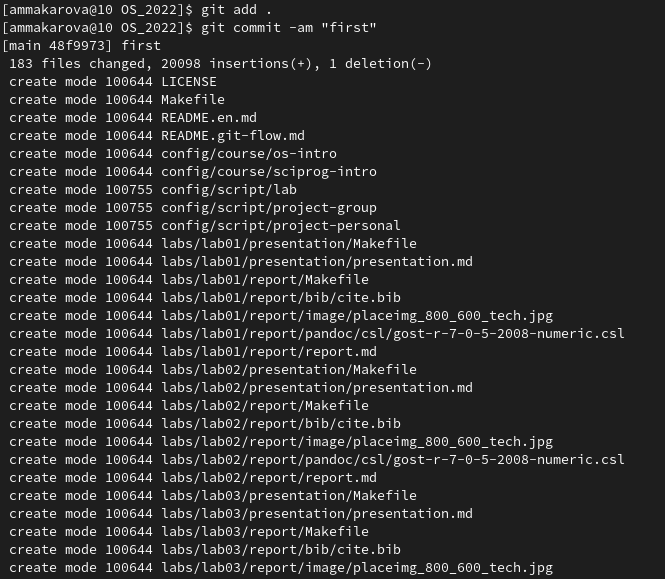 [ammakarova@10 OS_2022]$ git add .
[ammakarova@10 OS_2022]$ git commit -am "first"
[main 48f9973] first
 183 files changed, 20098 insertions(+), 1 deletion(-)
 create mode 100644 LICENSE
 create mode 100644 Makefile
 create mode 100644 README.en.md
 create mode 100644 README.git-flow.md
 create mode 100644 config/course/os-intro
 create mode 100644 config/course/sciprog-intro
 create mode 100755 config/script/lab
 create mode 100755 config/script/project-group
 create mode 100755 config/script/project-personal
 create mode 100644 labs/lab01/presentation/Makefile
 create mode 100644 labs/lab01/presentation/presentation.md
 create mode 100644 labs/lab01/report/Makefile
 create mode 100644 labs/lab01/report/bib/cite.bib
 create mode 100644 labs/lab01/report/image/placeimg_800_600_tech.jpg
 create mode 100644 labs/lab01/report/pandoc/csl/gost-r-7-0-5-2008-numeric.csl
 create mode 100644 labs/lab01/report/report.md
 create mode 100644 labs/lab02/presentation/Makefile
 create mode 100644 labs/lab02/presentation/presentation.md
 create mode 100644 labs/lab02/report/Makefile
 create mode 100644 labs/lab02/report/bib/cite.bib
 create mode 100644 labs/lab02/report/image/placeimg_800_600_tech.jpg
 create mode 100644 labs/lab02/report/pandoc/csl/gost-r-7-0-5-2008-numeric.csl
 create mode 100644 labs/lab02/report/report.md
 create mode 100644 labs/lab03/presentation/Makefile
 create mode 100644 labs/lab03/presentation/presentation.md
 create mode 100644 labs/lab03/report/Makefile
 create mode 100644 labs/lab03/report/bib/cite.bib
 create mode 100644 labs/lab03/report/image/placeimg_800_600_tech.jpg